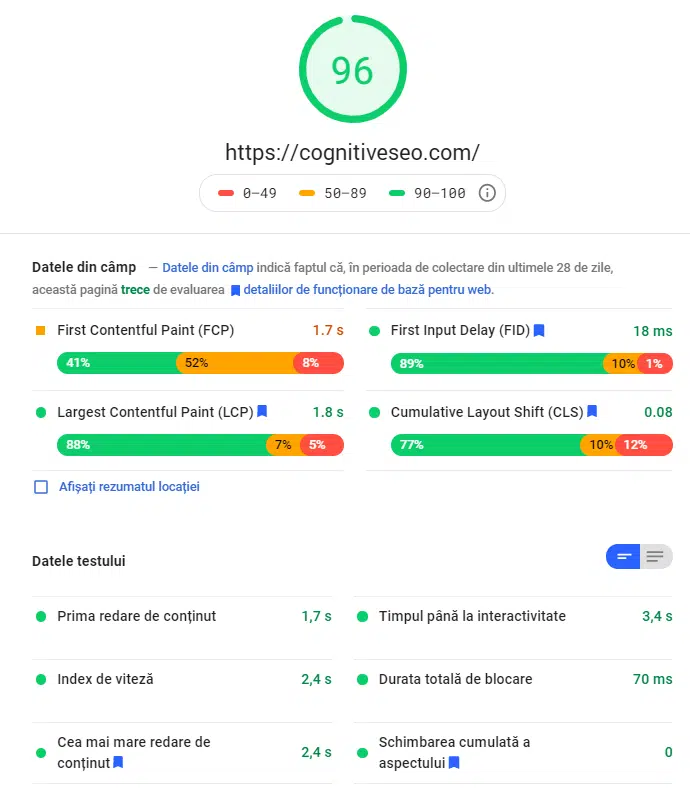 96
https://cognitiveseo.com/
0–49 50–89 90–100
Datele din câmp — Datele din câmp indică faptul că, în perioada de colectare din ultimele 28 de zile,
această pagină trece de evaluarea detaliilor de funcționare de bază pentru web.
First Contentful Paint (FCP) 1.7 s
41% 52% 8%
First Input Delay (FID) 18 ms
89% 10% 1%
Largest Contentful Paint (LCP) 1.8 s
88% 7% 5%
Cumulative Layout Shift (CLS) 0.08
77% 10% 12%
Afișați rezumatul locației
Datele testului
Prima redare de conținut 1,7 s
Timpul până la interactivitate 3,4 s
Index de viteză 2,4 s
Durata totală de blocare 70 ms
Cea mai mare redare de
conținut 2,4 s
Schimbarea cumulată a
aspectului 0